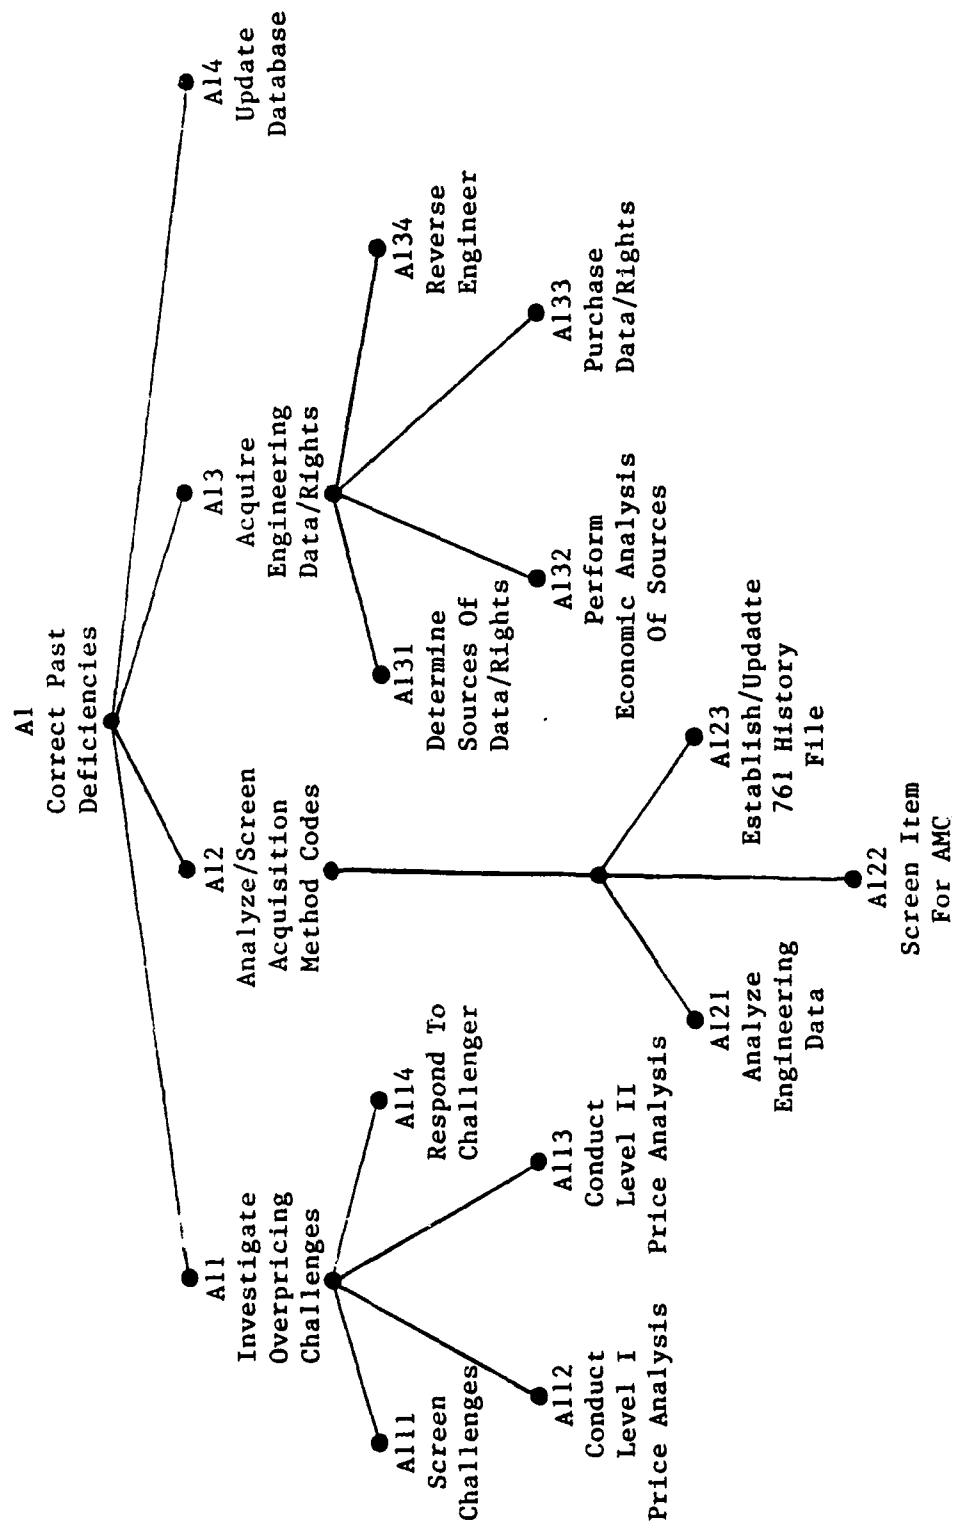 A1
Correct Past
Deficiencies
A11
Investigate
Overpricing
Challenges
A12
Analyze/Screen
Acquisition
Method Codes
A13
Acquire
Engineering
Data/Rights
A14
Update
Database
A111
Screen
Challenges
A112
Conduct
Level I
Price Analysis
A113
Conduct
Level II
Price Analysis
A114
Respond To
Challenger
A121
Analyze
Engineering
Data
A122
Screen Item
For AMC
A123
Establish/Updadte
761 History
File
A131
Determine
Sources Of
Data/Rights
A132
Perform
Economic Analysis
Of Sources
A133
Purchase
Data/Rights
A134
Reverse
Engineer